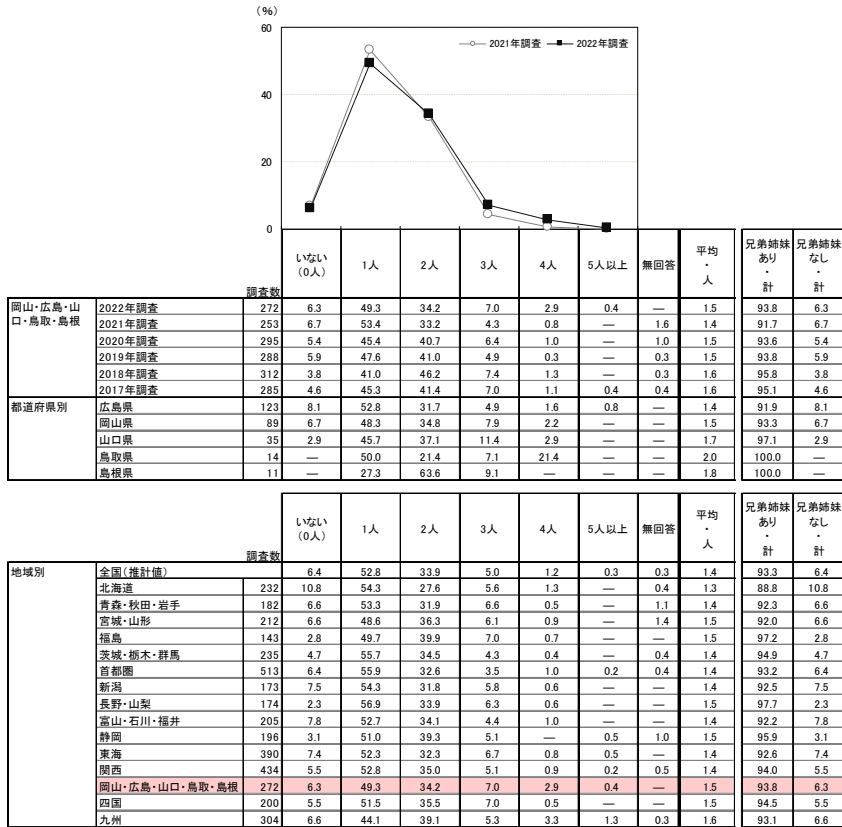 （％）
60
40
20
0
2021年調査 2022年調査
調査数 いない（0人） 1人 2人 3人 4人 5人以上 無回答 平均・人 兄弟姉妹あり・計 兄弟姉妹なし・計
岡山・広島・山口・鳥取・島根 2022年調査 272 6.3 49.3 34.2 7.0 2.9 0.4 — 1.5 93.8 6.3
2021年調査 253 6.7 53.4 33.2 4.3 0.8 — 1.6 1.4 91.7 6.7
2020年調査 295 5.4 45.4 40.7 6.4 1.0 — 1.0 1.5 93.6 5.4
2019年調査 288 5.9 47.6 41.0 4.9 0.3 — 0.3 1.5 93.8 5.9
2018年調査 312 3.8 41.0 46.2 7.4 1.3 — 0.3 1.6 95.8 3.8
2017年調査 285 4.6 45.3 41.4 7.0 1.1 0.4 0.4 1.6 95.1 4.6
都道府県別 広島県 123 8.1 52.8 31.7 4.9 1.6 0.8 — 1.4 91.9 8.1
岡山県 89 6.7 48.3 34.8 7.9 2.2 — — 1.5 93.3 6.7
山口県 35 2.9 45.7 37.1 11.4 2.9 — — 1.7 97.1 2.9
鳥取県 14 — 50.0 21.4 7.1 21.4 — — 2.0 100.0 —
島根県 11 — 27.3 63.6 9.1 — — — 1.8 100.0 —
調査数 いない（0人） 1人 2人 3人 4人 5人以上 無回答 平均・人 兄弟姉妹あり・計 兄弟姉妹なし・計
地域別 全国（推計値） 6.4 52.8 33.9 5.0 1.2 0.3 0.3 1.4 93.3 6.4
北海道 232 10.8 54.3 27.6 5.6 1.3 — 0.4 1.3 88.8 10.8
青森・秋田・岩手 182 6.6 53.3 31.9 6.6 0.5 — 1.1 1.4 92.3 6.6
宮城・山形 212 6.6 48.6 36.3 6.1 0.9 — 1.4 1.5 92.0 6.6
福島 143 2.8 49.7 39.9 7.0 0.7 — — 1.5 97.2 2.8
茨城・栃木・群馬 235 4.7 55.7 34.5 4.3 0.4 — 0.4 1.4 94.9 4.7
首都圏 513 6.4 55.9 32.6 3.5 1.0 0.2 0.4 1.4 93.2 6.4
新潟 173 7.5 54.3 31.8 5.8 0.6 — — 1.4 92.5 7.5
長野・山梨 174 2.3 56.9 33.9 6.3 0.6 — — 1.5 97.7 2.3
富山・石川・福井 205 7.8 52.7 34.1 4.4 1.0 — — 1.4 92.2 7.8
静岡 196 3.1 51.0 39.3 5.1 — 0.5 1.0 1.5 95.9 3.1
東海 390 7.4 52.3 32.3 6.7 0.8 0.5 — 1.4 92.6 7.4
関西 434 5.5 52.8 35.0 5.1 0.9 0.2 0.5 1.4 94.0 5.5
岡山・広島・山口・鳥取・島根 272 6.3 49.3 34.2 7.0 2.9 0.4 — 1.5 93.8 6.3
四国 200 5.5 51.5 35.5 7.0 0.5 — — 1.5 94.5 5.5
九州 304 6.6 44.1 39.1 5.3 3.3 1.3 0.3 1.6 93.1 6.6